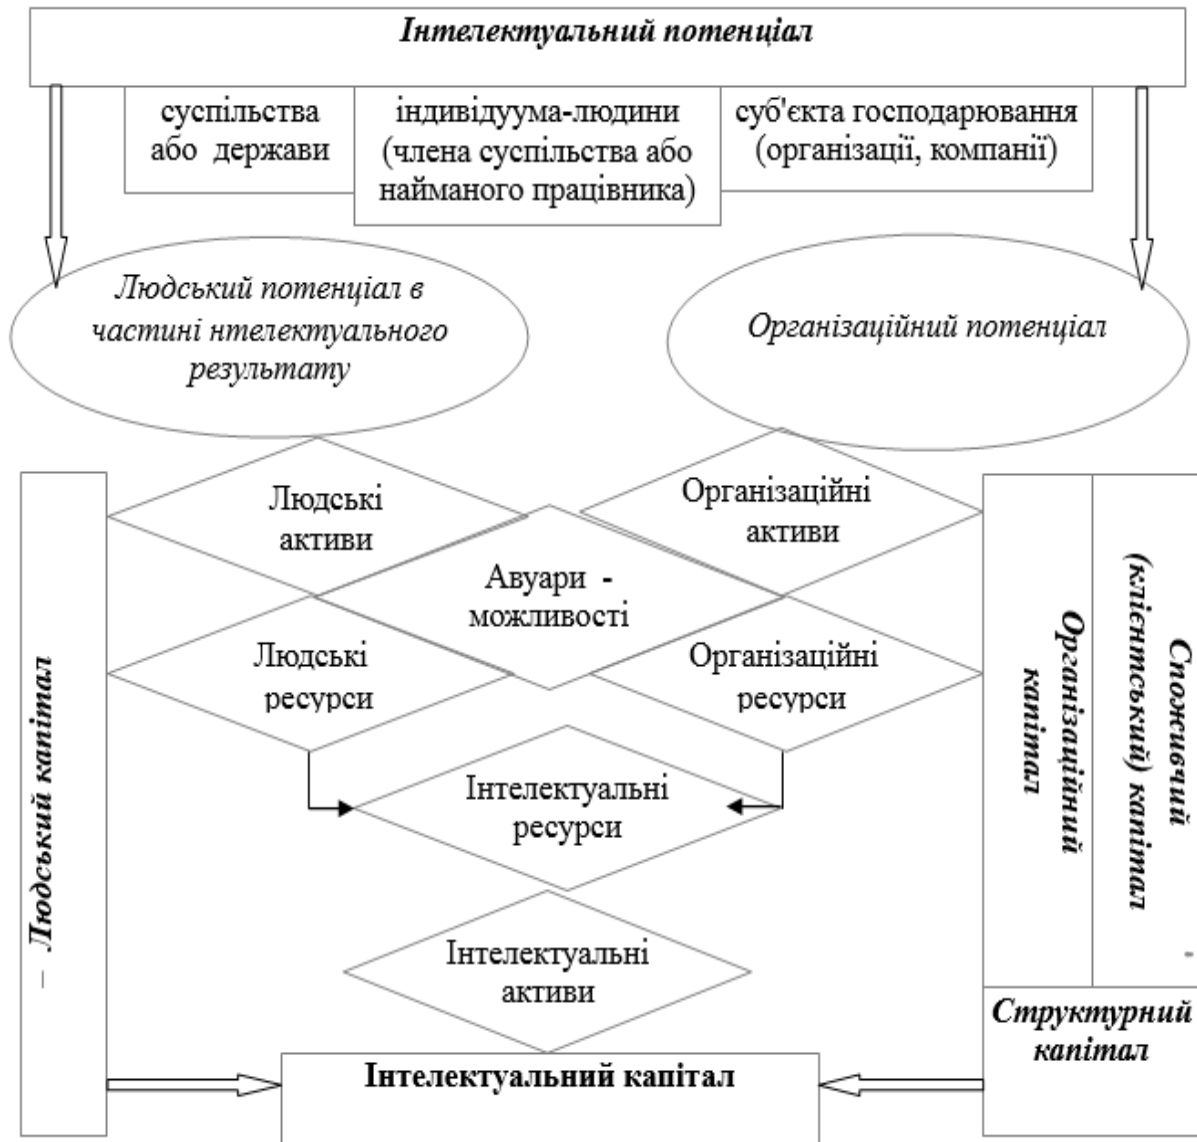 Інтелектуальний потенціал
суспільства
або держави
індивідуума-людини
(члена суспільства або
найманого працівника)
суб'єкта господарювання
(організації, компанії)
Людський потенціал в
частині нтелектуального
результату
Організаційний потенціал
Людські
активи
Організаційні
активи
Авуари -
можливості
Людські
ресурси
Організаційні
ресурси
Інтелектуальні
ресурси
Інтелектуальні
активи
– Людський капітал
Організаційний
капітал
Споживчий
(клієнтський) капітал
Структурний
капітал
Інтелектуальний капітал